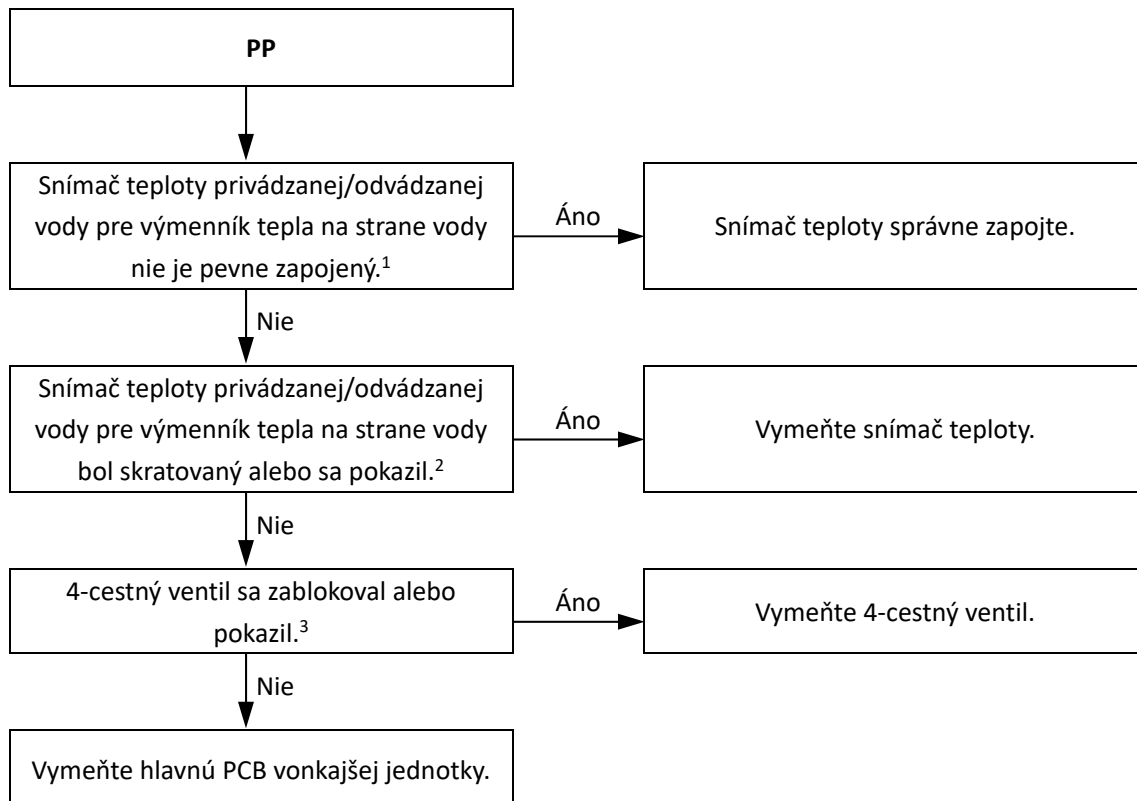 PP
Snímač teploty privádzanej/odvádzanej
vody pre výmenník tepla na strane vody
nie je pevne zapojený.1
Áno
Snímač teploty správne zapojte.
Nie
Snímač teploty privádzanej/odvádzanej
vody pre výmenník tepla na strane vody
bol skratovaný alebo sa pokazil.2
Áno
Vymeňte snímač teploty.
Nie
4-cestný ventil sa zablokoval alebo
pokazil.3
Áno
Vymeňte 4-cestný ventil.
Nie
Vymeňte hlavnú PCB vonkajšej jednotky.